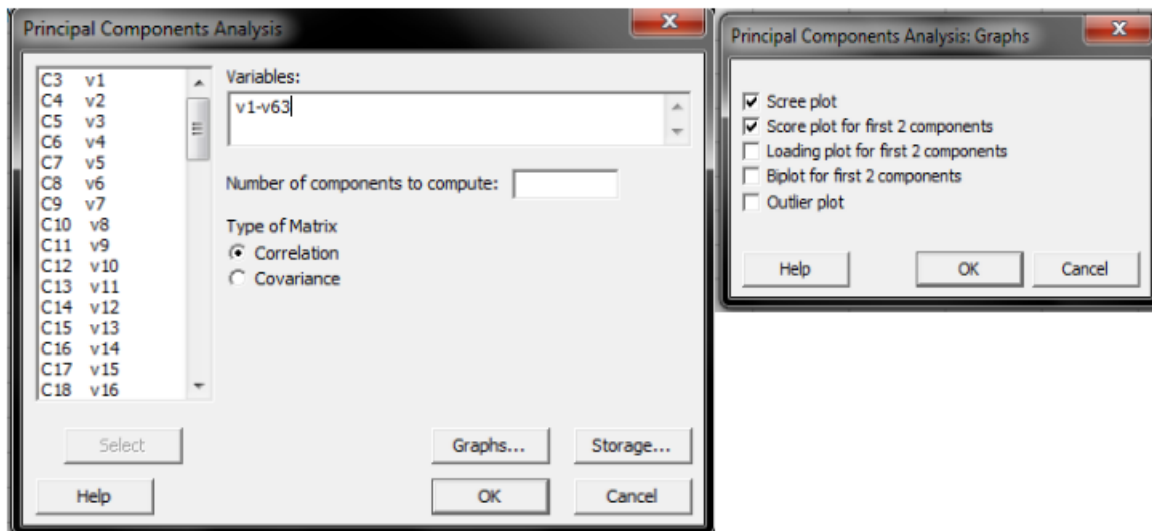 Principal Components Analysis
X
C3 v1
C4 v2
C5 v3
C6 v4
C7 v5
C8 v6
C9 v7
C10 v8
C11 v9
C12 v10
C13 v11
C14 v12
C15 v13
C16 v14
C17 v15
C18 v16
Variables:
v1-v63
Number of components to compute:
Type of Matrix
Correlation
Covariance
Select
Graphs...
Storage...
Help
OK
Cancel
Principal Components Analysis: Graphs
X
Scree plot
Score plot for first 2 components
Loading plot for first 2 components
Biplot for first 2 components
Outlier plot
Help
OK
Cancel